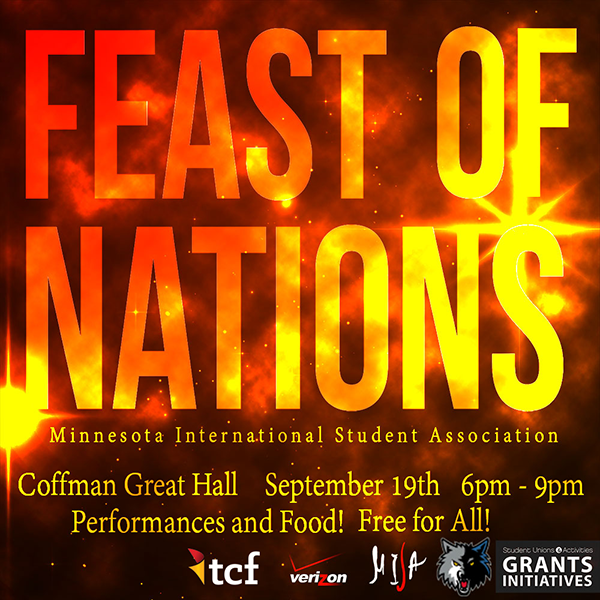 FEAST OF
NATIONS
Minnesota International Student Association
Coffman Great Hall September 19th 6pm - 9pm
Performances and Food! Free for All!
tcf verizon MISA Student Unions & Activities
GRANTS
INITIATIVES